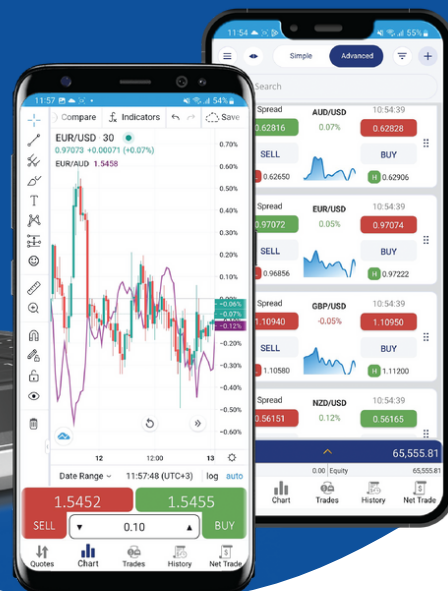 11:57
54%
Compare
Indicators
Save
EUR/USD · 30
0.97073 +0.00071 (+0.07%)
EUR/AUD 1.5458
0.70%
0.60%
0.50%
0.40%
0.30%
0.20%
0.10%
-0.06%
-0.07%
-0.12%
-0.20%
-0.30%
-0.40%
-0.50%
-0.60%
12
12:00
13
Date Range
11:57:48 (UTC+3)
log
auto
1.5452
1.5455
SELL
0.10
BUY
Quotes
Chart
Trades
History
Net Trade
11:54
55%
Simple
Advanced
Search
Spread
AUD/USD
10:54:39
0.62816
0.07%
0.62828
SELL
BUY
0.62650
H 0.62906
Spread
EUR/USD
10:54:39
0.97072
0.05%
0.97074
SELL
BUY
0.96856
H 0.97222
Spread
GBP/USD
10:54:39
1.10940
-0.05%
1.10950
SELL
BUY
1.10580
H 1.11200
Spread
NZD/USD
10:54:39
0.56151
0.12%
0.56165
65,555.81
0.00 Equity
65,555.81
Chart
Trades
History
Net Trade